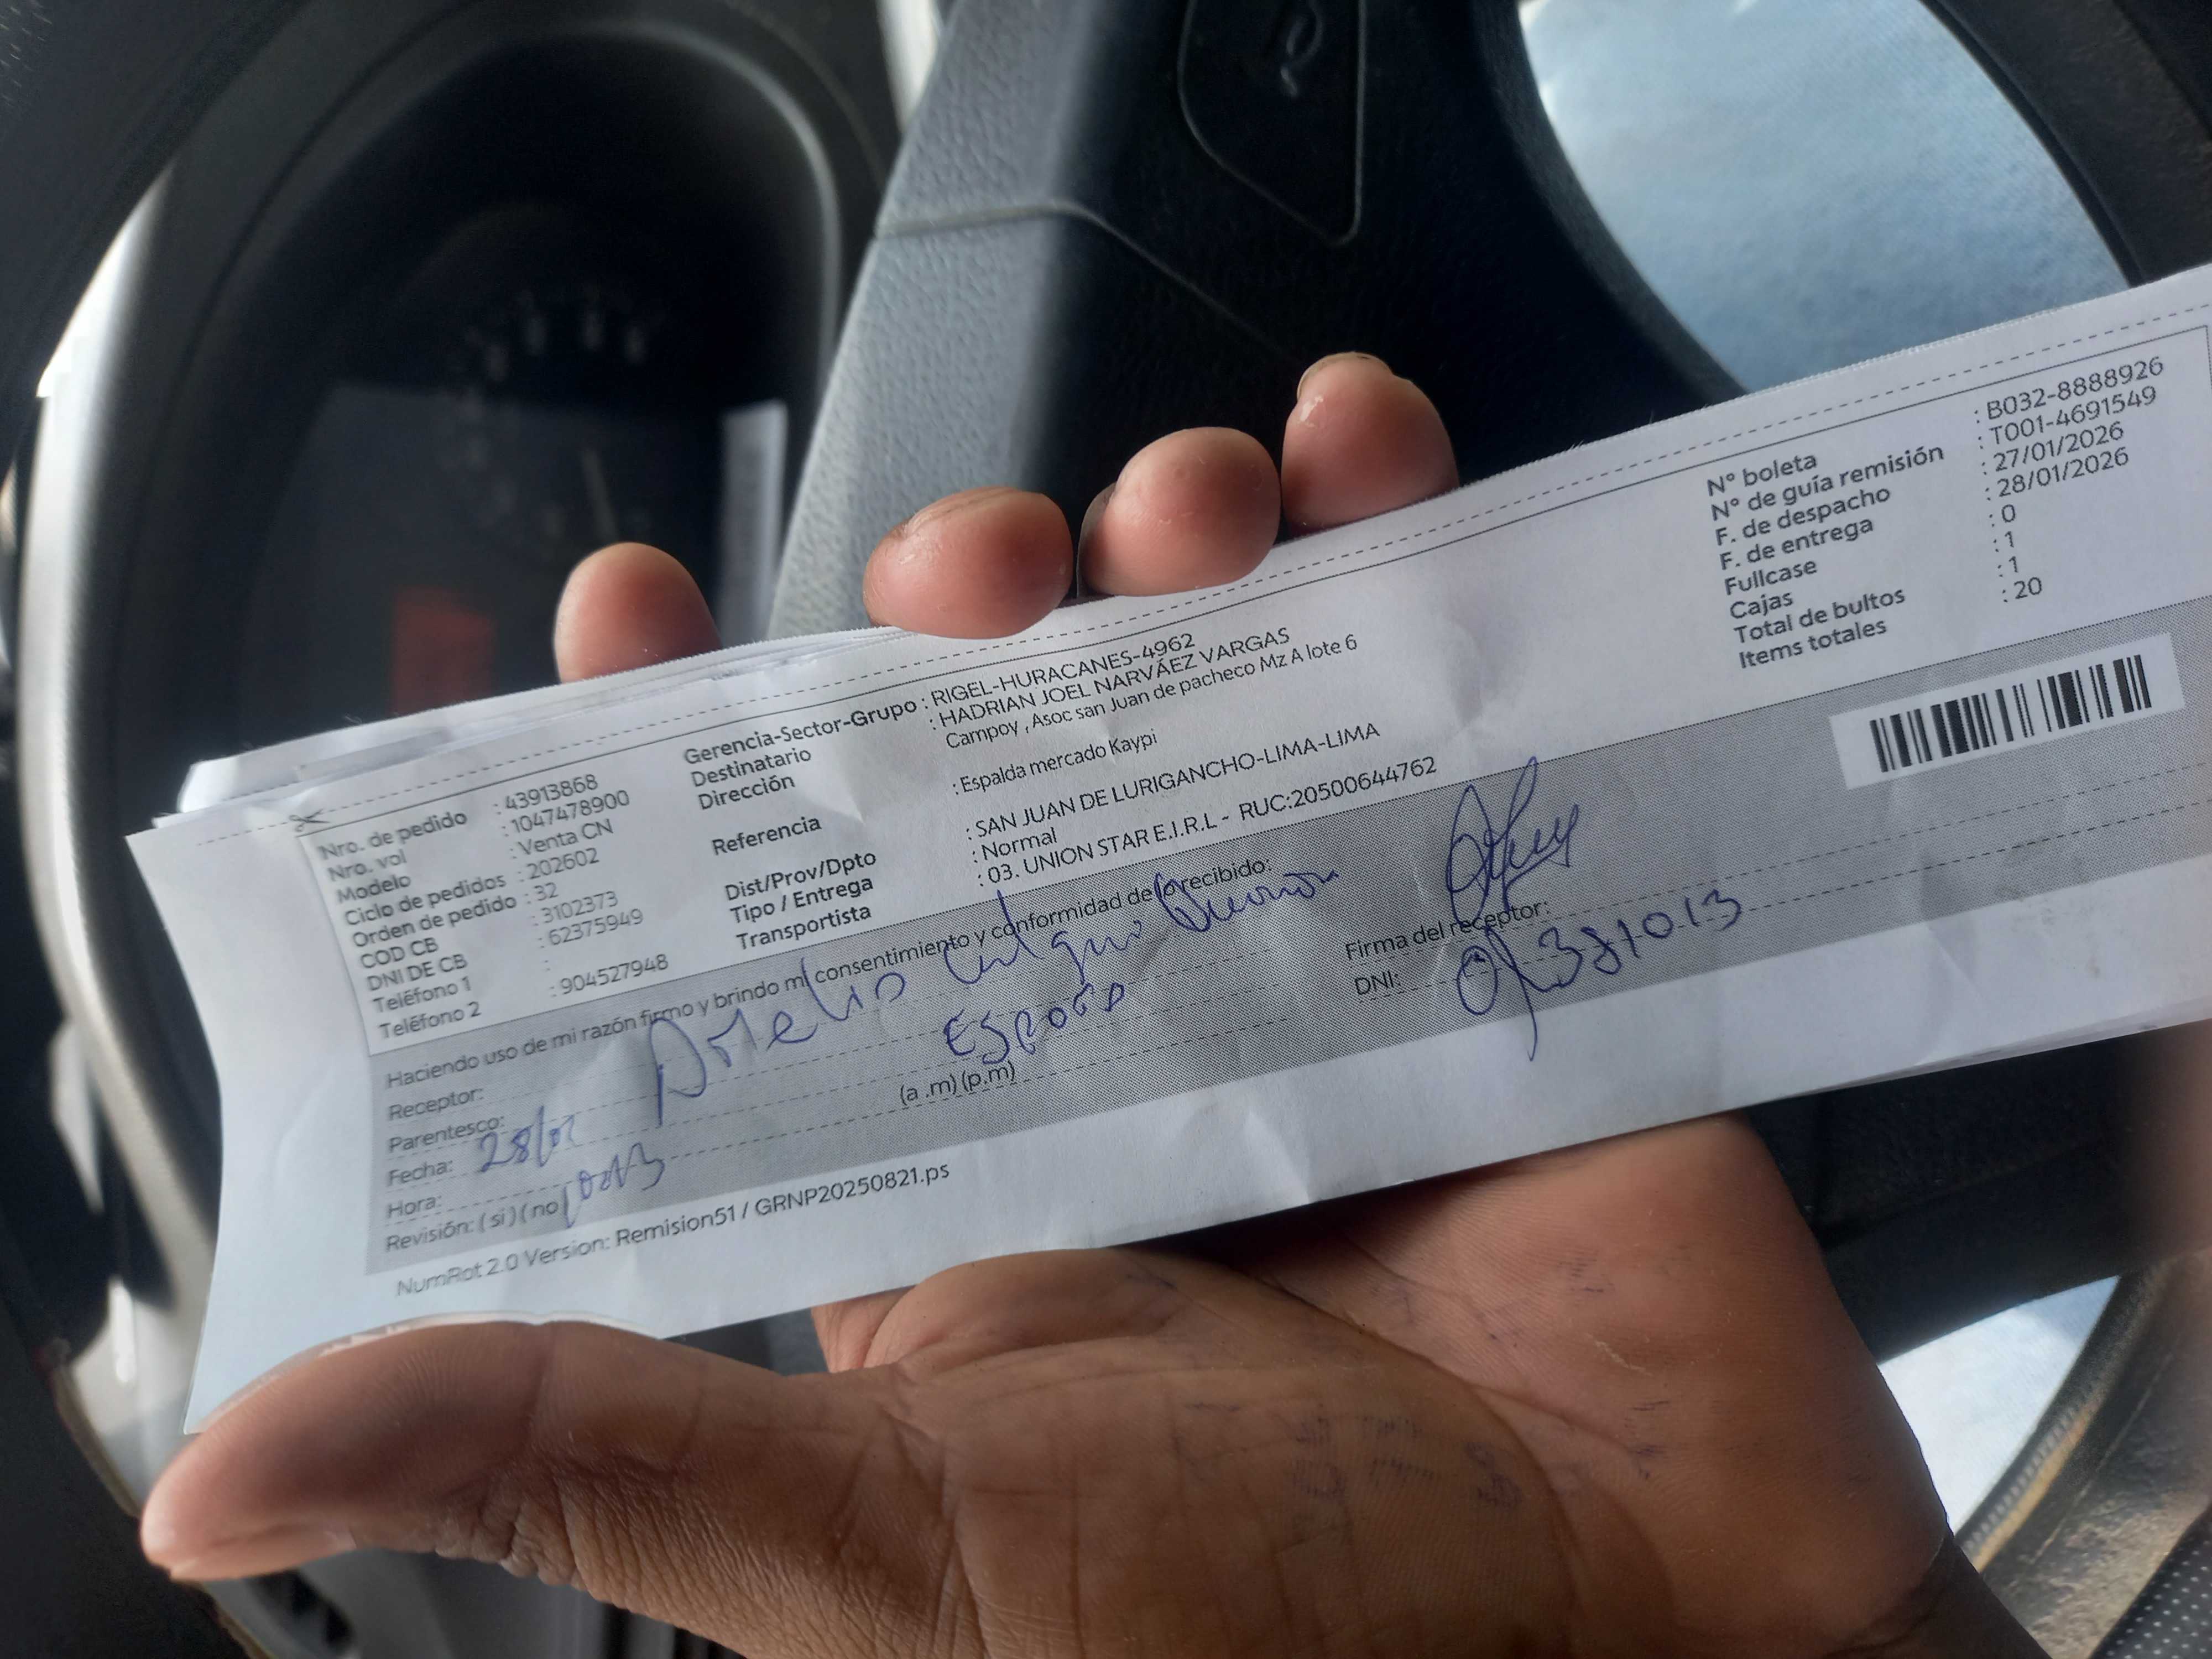 Nro. de pedido : 43913868
Nro. vol : 1047478900
Modelo : Venta CN
Ciclo de pedidos : 202602
Orden de pedido : 32
COD CB : 3102373
DNI DE CB : 62375949
Teléfono 1 :
Teléfono 2 : 904527948
Gerencia-Sector-Grupo : RIGEL-HURACANES-4962
Destinatario : HADRIAN JOEL NARVÁEZ VARGAS
Dirección Campoy , Asoc san Juan de pacheco Mz A lote 6
Referencia : Espalda mercado Kaypi
Dist/Prov/Dpto : SAN JUAN DE LURIGANCHO-LIMA-LIMA
Tipo / Entrega : Normal
Transportista : 03. UNION STAR E.I.R.L - RUC:20500644762
N° boleta : B032-8888926
N° de guía remisión : T001-4691549
F. de despacho : 27/01/2026
F. de entrega : 28/01/2026
Fullcase : 0
Cajas : 1
Total de bultos : 1
Items totales : 20
Haciendo uso de mi razón firmo y brindo mi consentimiento y conformidad de lo recibido:
Receptor:
Parentesco: Esposo
Fecha: 28/01
Hora: (a .m) (p.m)
Revisión: ( si ) ( no )
Firma del receptor:
DNI:
NumRot 2.0 Version: Remision51 / GRNP20250821.ps